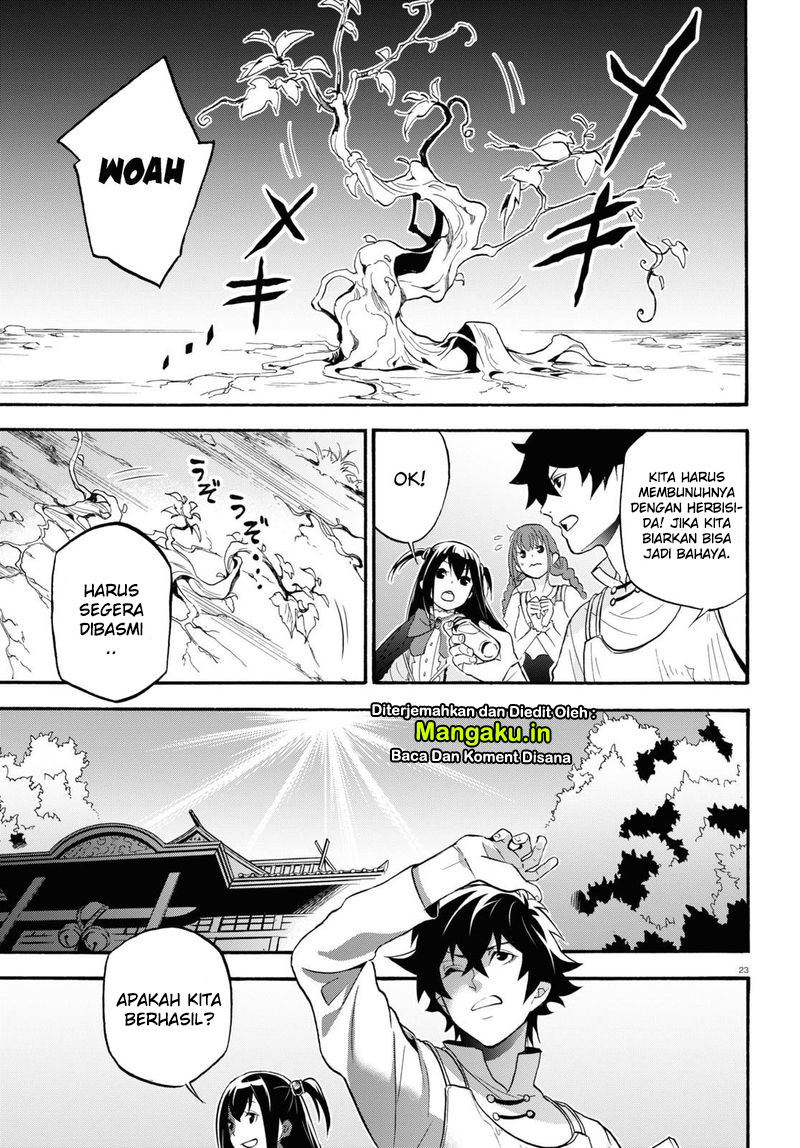 WOAH
メ
キ
メ
キ
...
KITA HARUS
MEMBUNUHNYA
DENGAN HERBISI-
DA! JIKA KITA
BIARKAN BISA
JADI BAHAYA.
OK!
うぞ
うぞ...
HARUS
SEGERA
DIBASMI
..
Diterjemahkan dan Diedit Oleh :
Mangaku.in
Baca Dan Koment Disana
23
APAKAH KITA
BERHASIL?